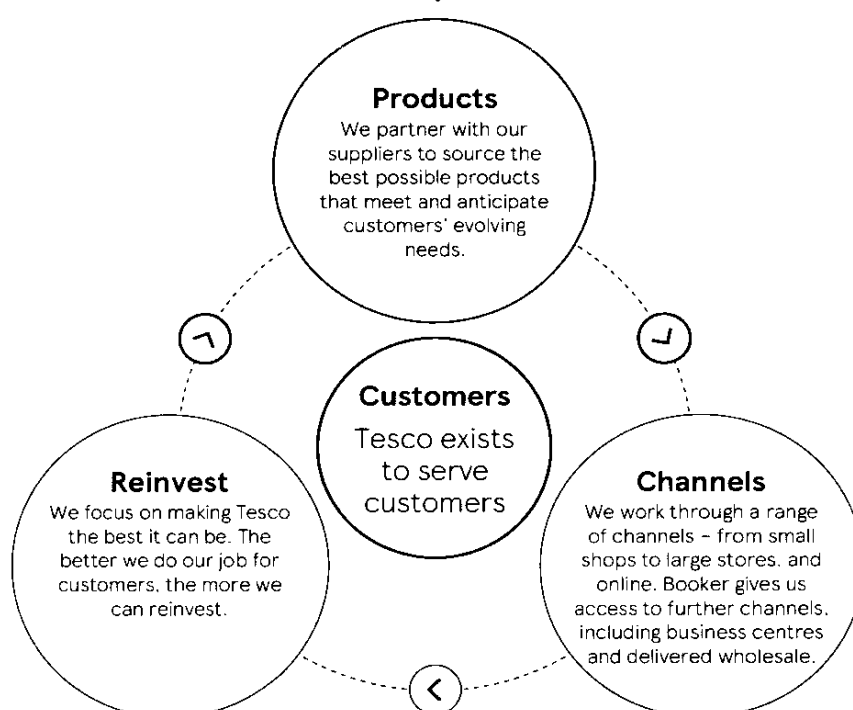 Products
We partner with our
suppliers to source the
best possible products
that meet and anticipate
customers' evolving
needs.
Customers
Tesco exists
to serve
customers
Reinvest
We focus on making Tesco
the best it can be. The
better we do our job for
customers, the more we
can reinvest.
Channels
We work through a range
of channels – from small
shops to large stores, and
online. Booker gives us
access to further channels,
including business centres
and delivered wholesale.